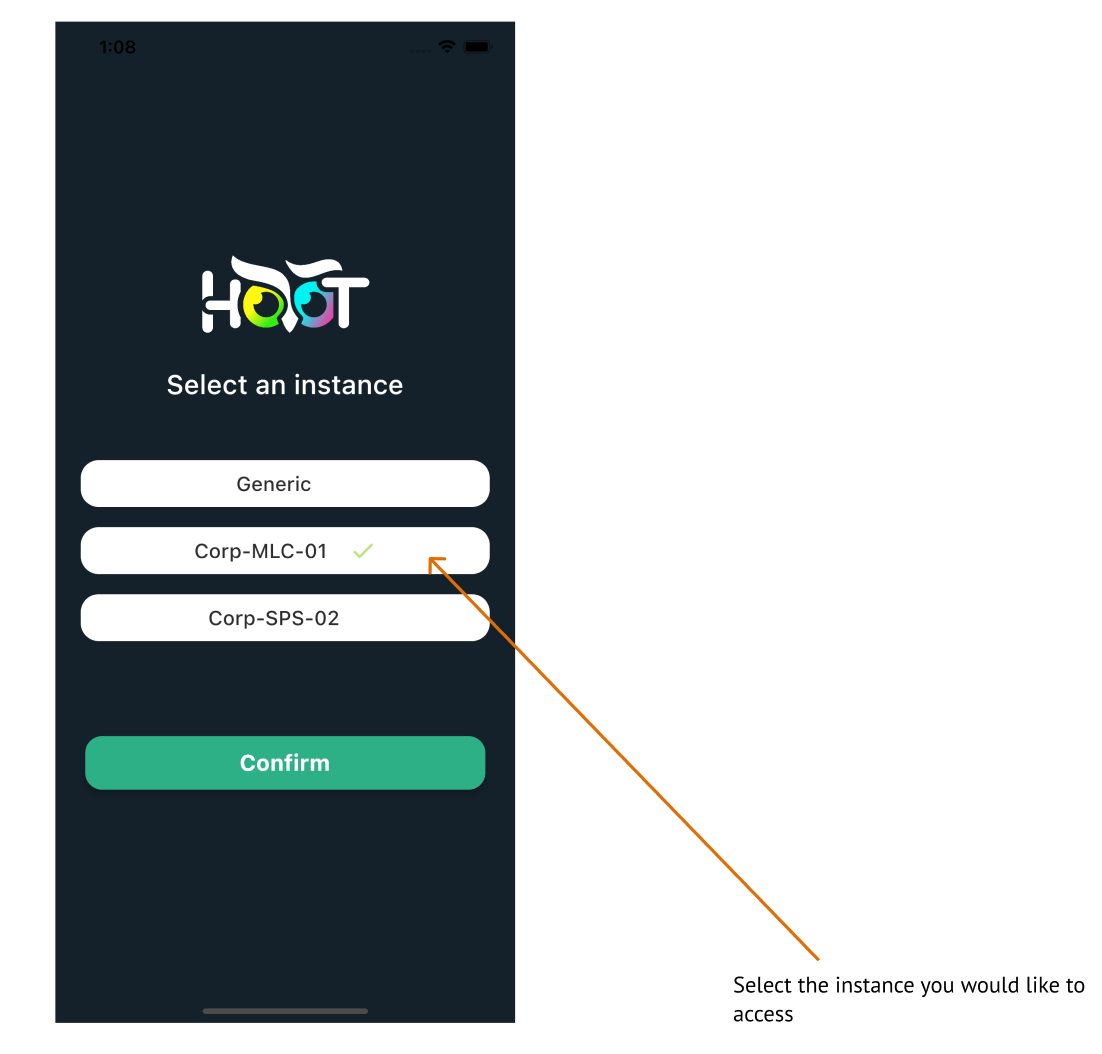 1:08
HOOT
Select an instance
Generic
Corp-MLC-01
Corp-SPS-02
Confirm
Select the instance you would like to
access